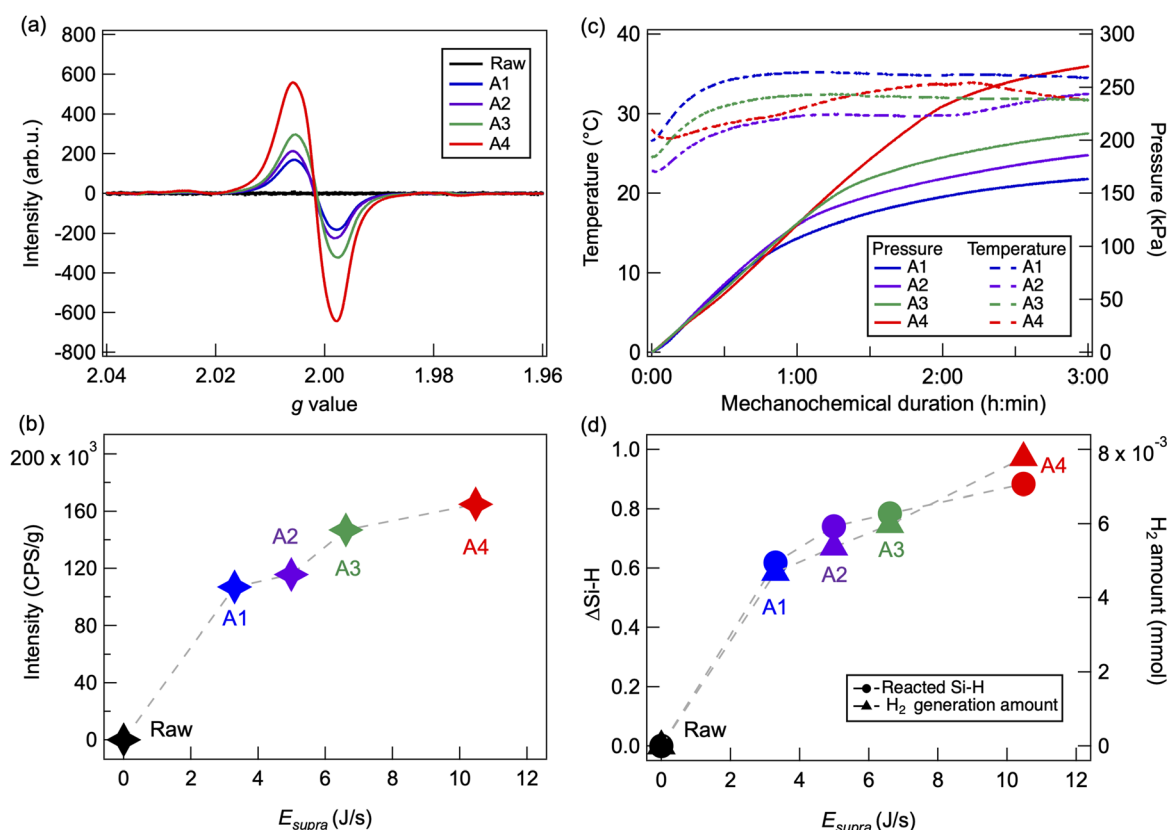 (a)
800
600
400
200
0
-200
-400
-600
-800
Intensity (arb.u.)
2.04
2.02
2.00
1.98
1.96
g value
Raw
A1
A2
A3
A4
(c)
40
30
20
10
0
Temperature (°C)
300
250
200
150
100
50
0
Pressure (kPa)
0:00
1:00
2:00
3:00
Mechanochemical duration (h:min)
Pressure Temperature
A1 A1
A2 A2
A3 A3
A4 A4
(b)
200 x 10³
160
120
80
40
0
Intensity (CPS/g)
0 2 4 6 8 10 12
E_supra (J/s)
Raw
A1
A2
A3
A4
(d)
1.0
0.8
0.6
0.4
0.2
0.0
ΔSi-H
8 x 10⁻³
6
4
2
0
H₂ amount (mmol)
0 2 4 6 8 10 12
E_supra (J/s)
Raw
A1
A2
A3
A4
-Reacted Si-H
-H₂ generation amount